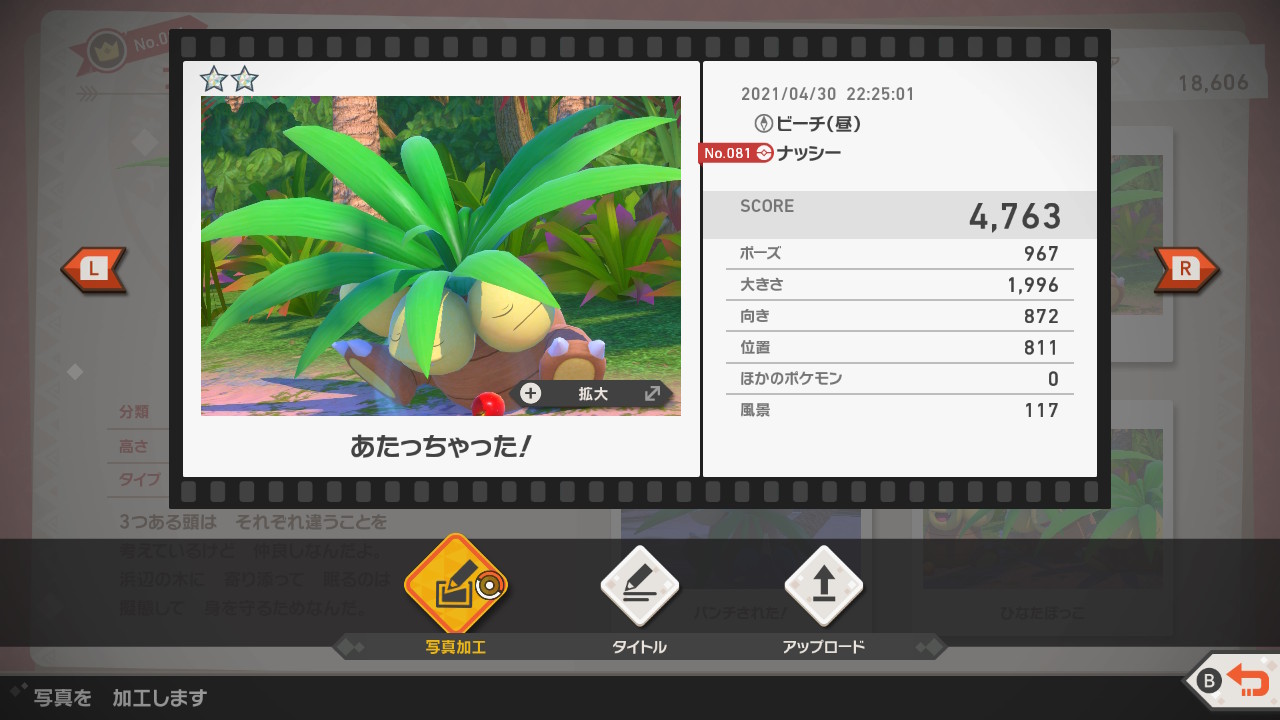 No.0
18,606
2021/04/30 22:25:01
ビーチ(昼)
No.081 ナッシー
SCORE 4,763
ポーズ 967
大きさ 1,996
向き 872
位置 811
ほかのポケモン 0
風景 117
L
R
+ 拡大
あたっちゃった!
分類
高さ
タイプ
3つある頭は それぞれ違うことを
考えているけど 仲良しなんだよ。
浜辺の木に 寄り添って 眠るのは
して 身を守るためなんだ。
パンチされた!
ひなたぼっこ
写真加工
タイトル
アップロード
写真を 加工します
B